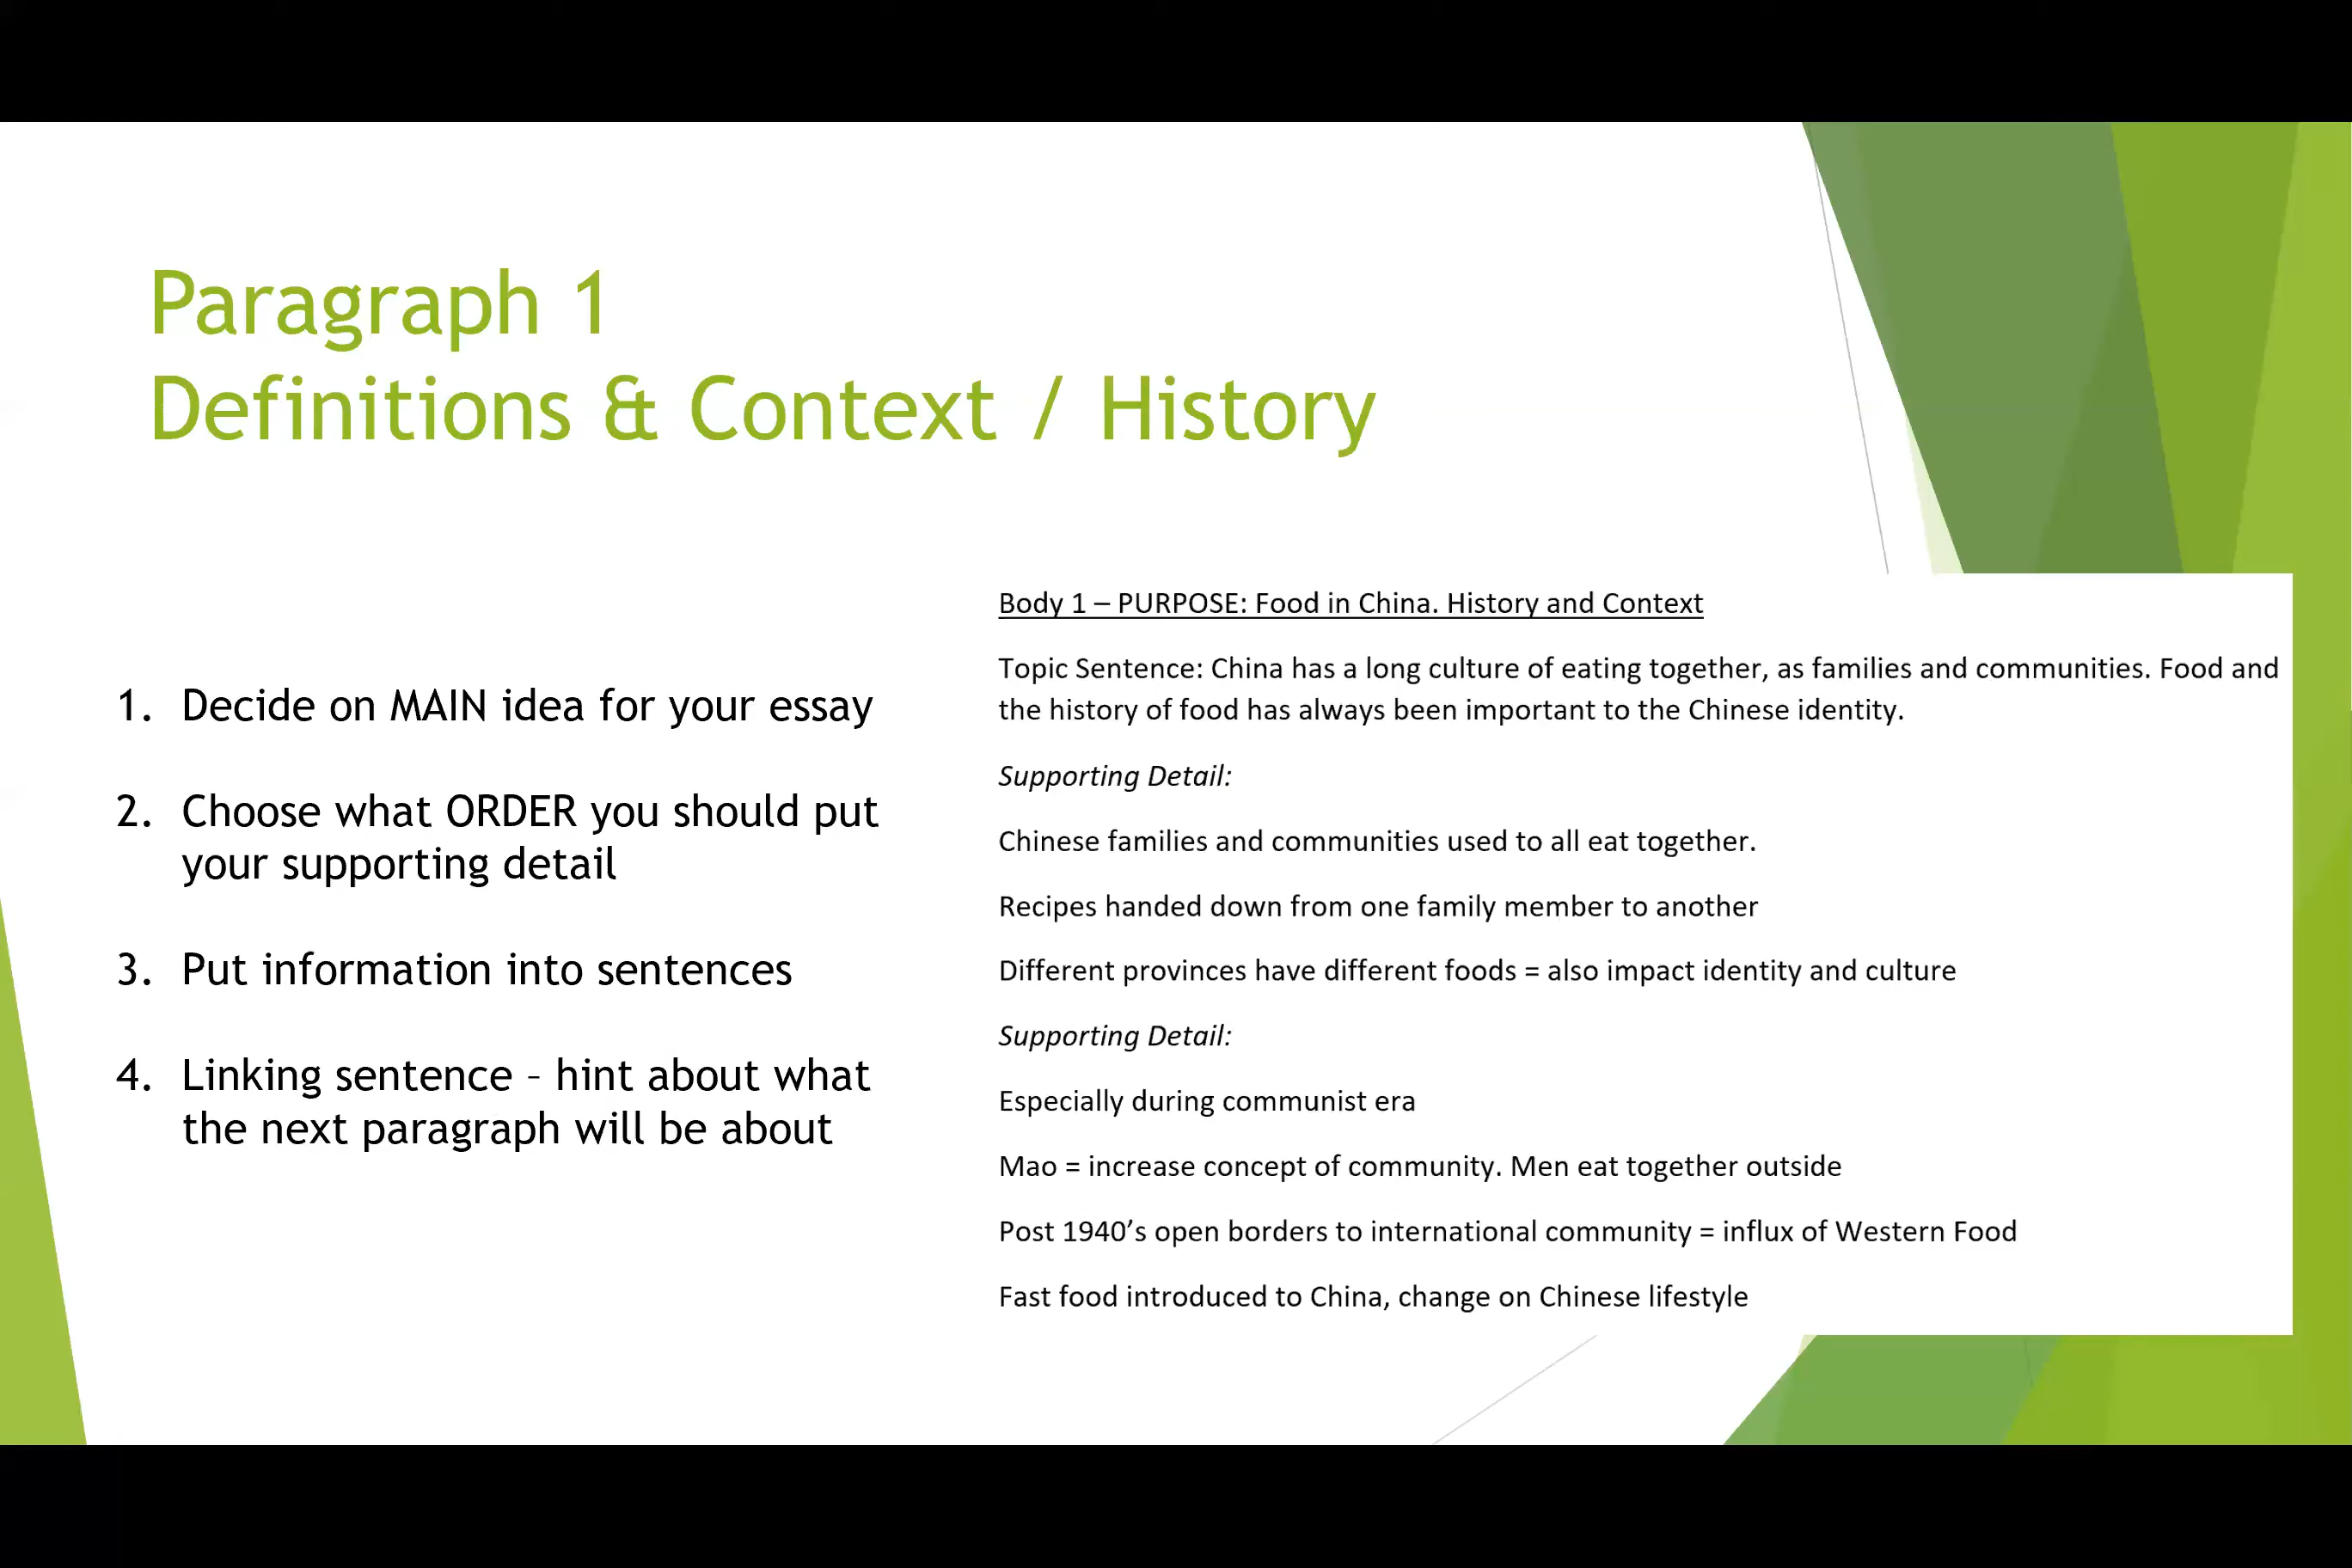 Paragraph 1
Definitions & Context / History
1. Decide on MAIN idea for your essay
2. Choose what ORDER you should put
your supporting detail
3. Put information into sentences
4. Linking sentence – hint about what
the next paragraph will be about
Body 1 – PURPOSE: Food in China. History and Context
Topic Sentence: China has a long culture of eating together, as families and communities. Food and
the history of food has always been important to the Chinese identity.
Supporting Detail:
Chinese families and communities used to all eat together.
Recipes handed down from one family member to another
Different provinces have different foods = also impact identity and culture
Supporting Detail:
Especially during communist era
Mao = increase concept of community. Men eat together outside
Post 1940’s open borders to international community = influx of Western Food
Fast food introduced to China, change on Chinese lifestyle